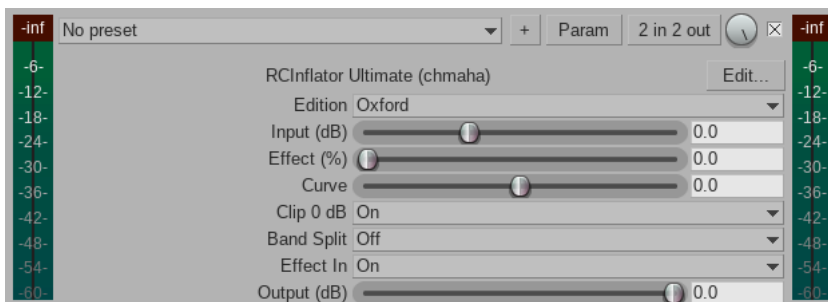 -inf No preset + Param 2 in 2 out -inf
-6- RCInflator Ultimate (chmaha) Edit... -6-
-12- Edition Oxford -12-
-18- Input (dB) 0.0 -18-
-24- Effect (%) 0.0 -24-
-30- Curve 0.0 -30-
-36- Clip 0 dB On -36-
-42- Band Split Off -42-
-48- Effect In On -48-
-54- Output (dB) 0.0 -54-
-60- -60-